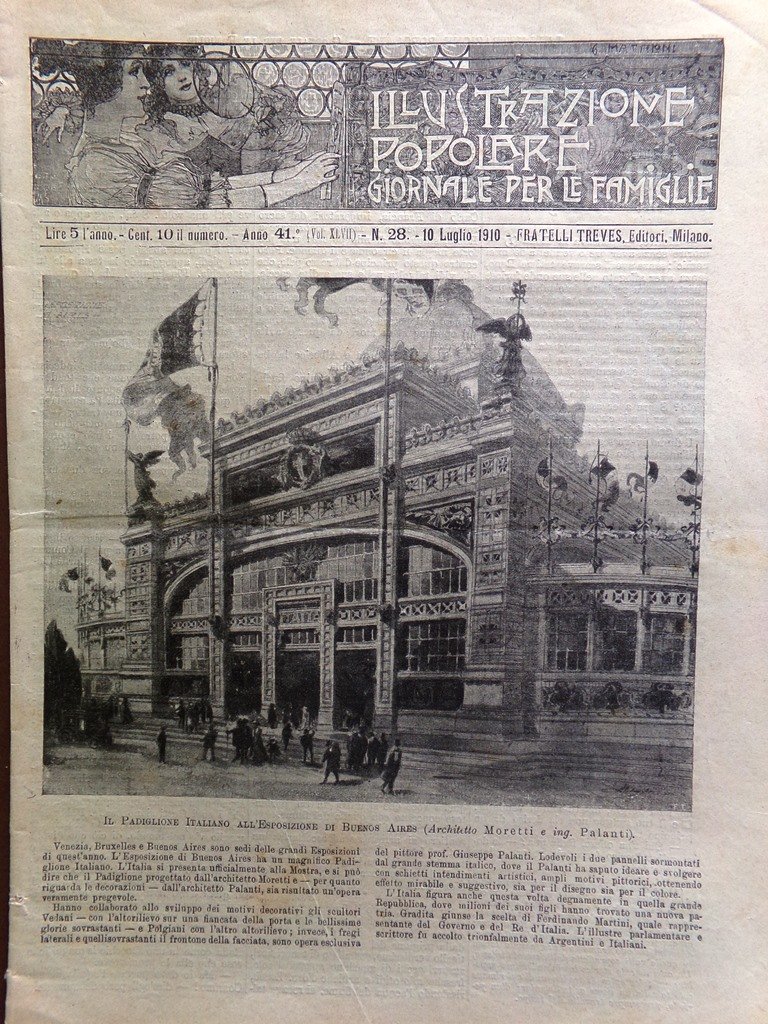 G. MATTIONI
ILLUSTRAZIONE
POPOLARE
GIORNALE PER LE FAMIGLIE
Lire 5 l'anno. - Cent. 10 il numero. - Anno 41.° (Vol. XLVII) - N. 28. - 10 Luglio 1910 - FRATELLI TREVES, Editori, Milano.
IL PADIGLIONE ITALIANO ALL'ESPOSIZIONE DI BUENOS AIRES (Architetto Moretti e ing. Palanti).
Venezia, Bruxelles e Buenos Aires sono sedi delle grandi Esposizioni
di quest'anno. L'Esposizione di Buenos Aires ha un magnifico Padi-
glione Italiano. L'Italia si presenta ufficialmente alla Mostra, e si può
dire che il Padiglione progettato dall'architetto Moretti e — per quanto
riguarda le decorazioni — dall'architetto Palanti, sia risultato un'opera
veramente pregevole.
Hanno collaborato allo sviluppo dei motivi decorativi gli scultori
Vedani — con l'altorilievo sur una fiancata della porta e le bellissime
glorie sovrastanti — e Polgiani con l'altro altorilievo; invece, i fregi
laterali e quelli sovrastanti il frontone della facciata, sono opera esclusiva
del pittore prof. Giuseppe Palanti. Lodevoli i due pannelli sormontati
dal grande stemma italico, dove il Palanti ha saputo ideare e svolgere
con schietti intendimenti artistici, ampli motivi pittorici, ottenendo
effetto mirabile e suggestivo, sia per il disegno sia per il colore.
L'Italia figura anche questa volta degnamente in quella grande
Repubblica, dove milioni dei suoi figli hanno trovato una nuova pa-
tria. Gradita giunse la scelta di Ferdinando Martini, quale rappre-
sentante del Governo e del Re d'Italia. L'illustre parlamentare e
scrittore fu accolto trionfalmente da Argentini e Italiani.